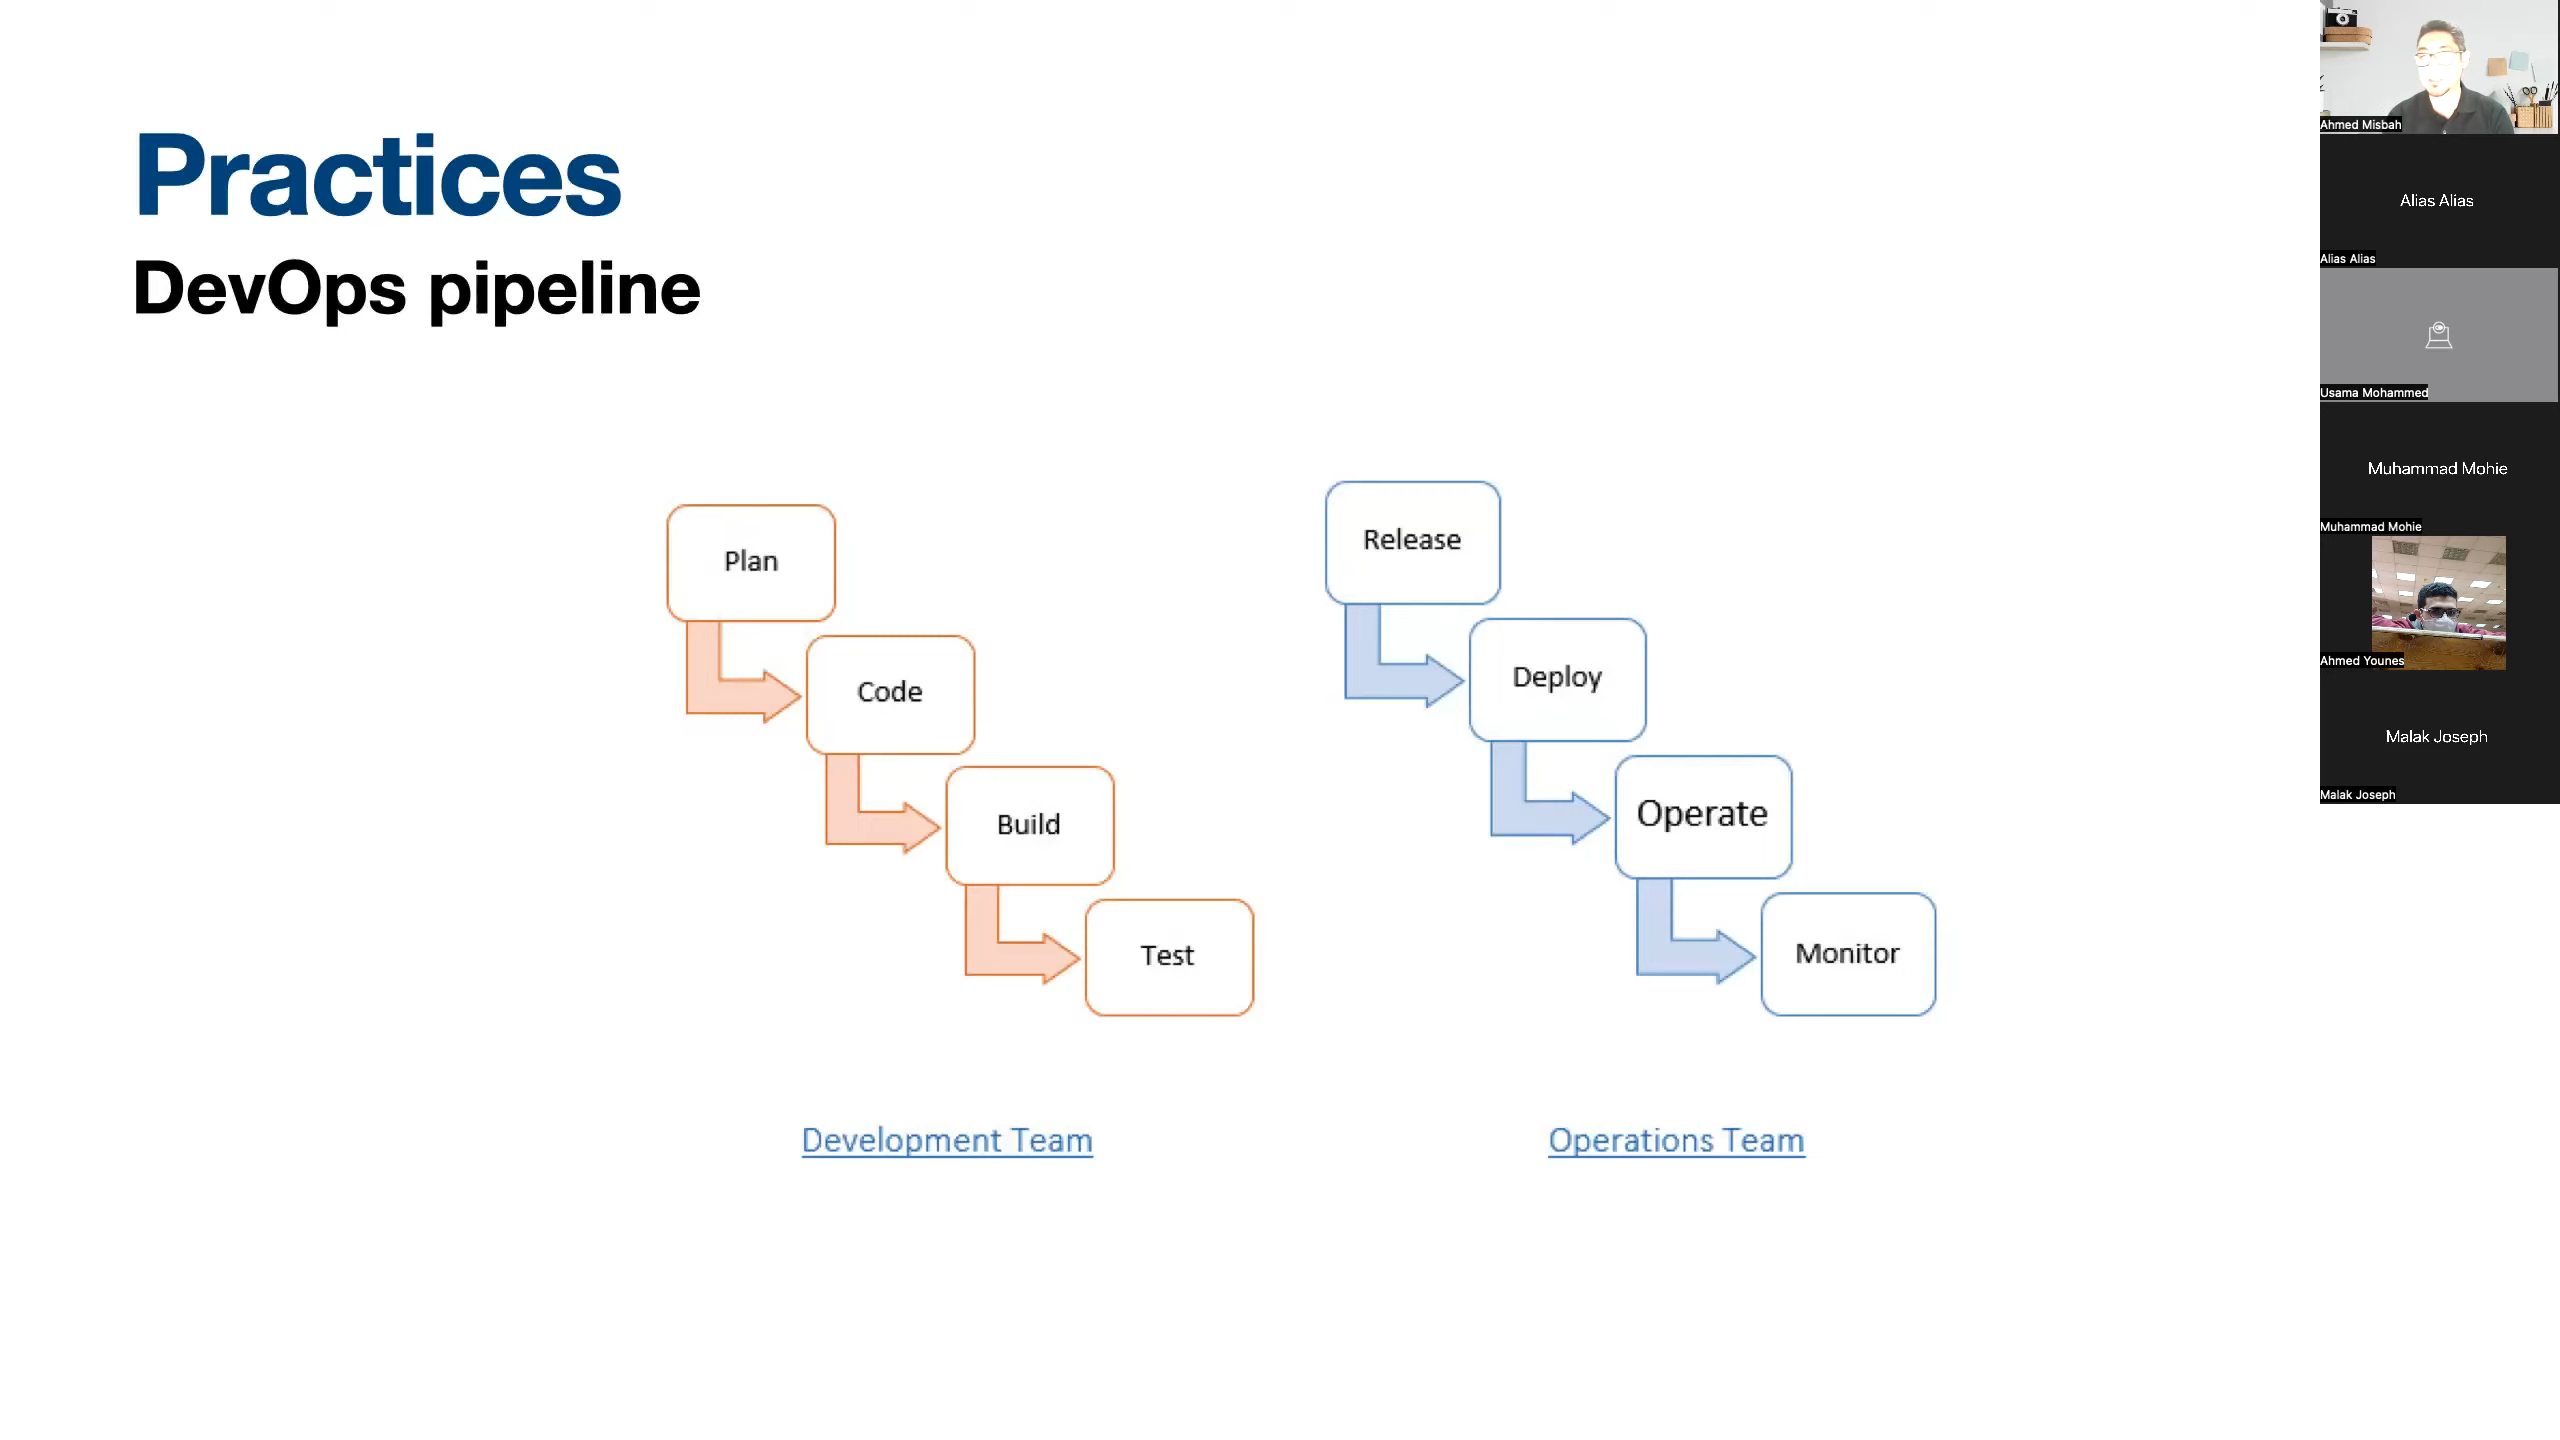 Practices
DevOps pipeline
Plan
Code
Build
Test
Development Team
Release
Deploy
Operate
Monitor
Operations Team
Ahmed Misbah
Alias Alias
Alias Alias
Usama Mohammed
Muhammad Mohie
Muhammad Mohie
Ahmed Younes
Malak Joseph
Malak Joseph